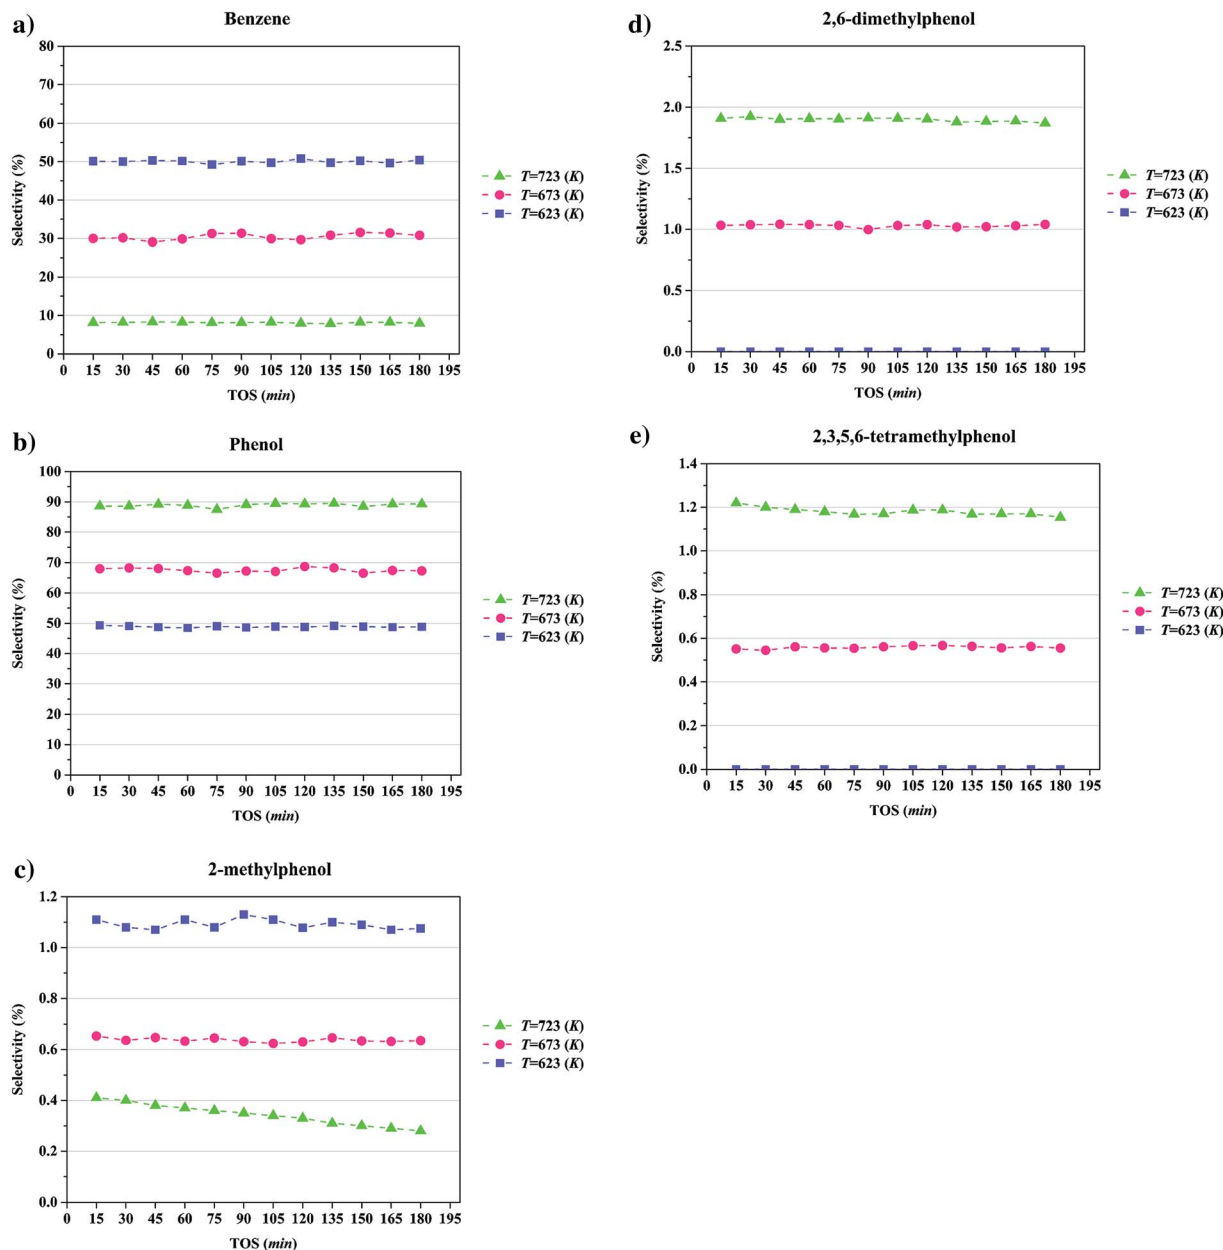 a)
Benzene
80
70
60
50
40
30
20
10
0
Selectivity (%)
0 15 30 45 60 75 90 105 120 135 150 165 180 195
TOS (min)
T=723 (K)
T=673 (K)
T=623 (K)
b)
Phenol
100
90
80
70
60
50
40
30
20
10
0
Selectivity (%)
0 15 30 45 60 75 90 105 120 135 150 165 180 195
TOS (min)
T=723 (K)
T=673 (K)
T=623 (K)
c)
2-methylphenol
1.2
1.0
0.8
0.6
0.4
0.2
0.0
Selectivity (%)
0 15 30 45 60 75 90 105 120 135 150 165 180 195
TOS (min)
T=723 (K)
T=673 (K)
T=623 (K)
d)
2,6-dimethylphenol
2.5
2.0
1.5
1.0
0.5
0.0
Selectivity (%)
0 15 30 45 60 75 90 105 120 135 150 165 180 195
TOS (min)
T=723 (K)
T=673 (K)
T=623 (K)
e)
2,3,5,6-tetramethylphenol
1.4
1.2
1.0
0.8
0.6
0.4
0.2
0.0
Selectivity (%)
0 15 30 45 60 75 90 105 120 135 150 165 180 195
TOS (min)
T=723 (K)
T=673 (K)
T=623 (K)